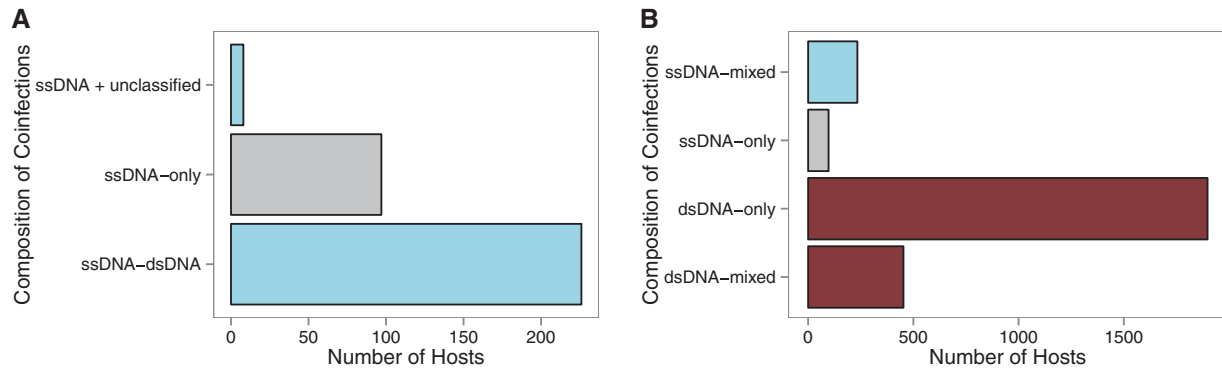 A
Composition of Coinfections
ssDNA + unclassified
ssDNA−only
ssDNA−dsDNA
0 50 100 150 200
Number of Hosts
B
Composition of Coinfections
ssDNA−mixed
ssDNA−only
dsDNA−only
dsDNA−mixed
0 500 1000 1500
Number of Hosts